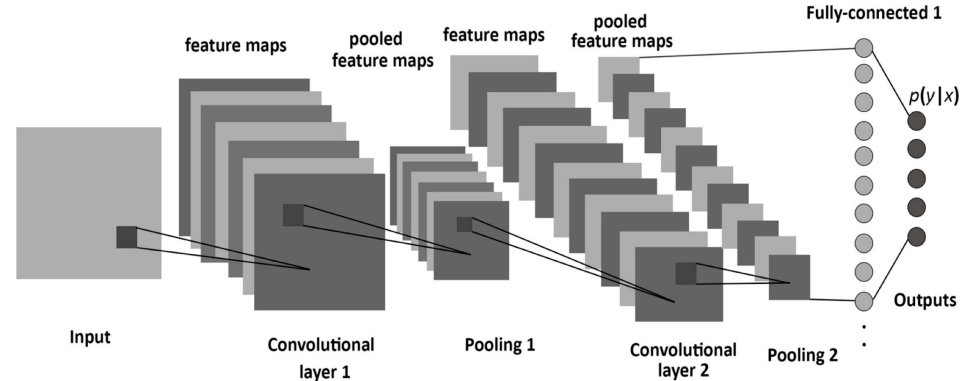 Fully-connected 1
feature maps
pooled
feature maps
feature maps
pooled
feature maps
p(y|x)
Outputs
Input
Convolutional
layer 1
Pooling 1
Convolutional
layer 2
Pooling 2